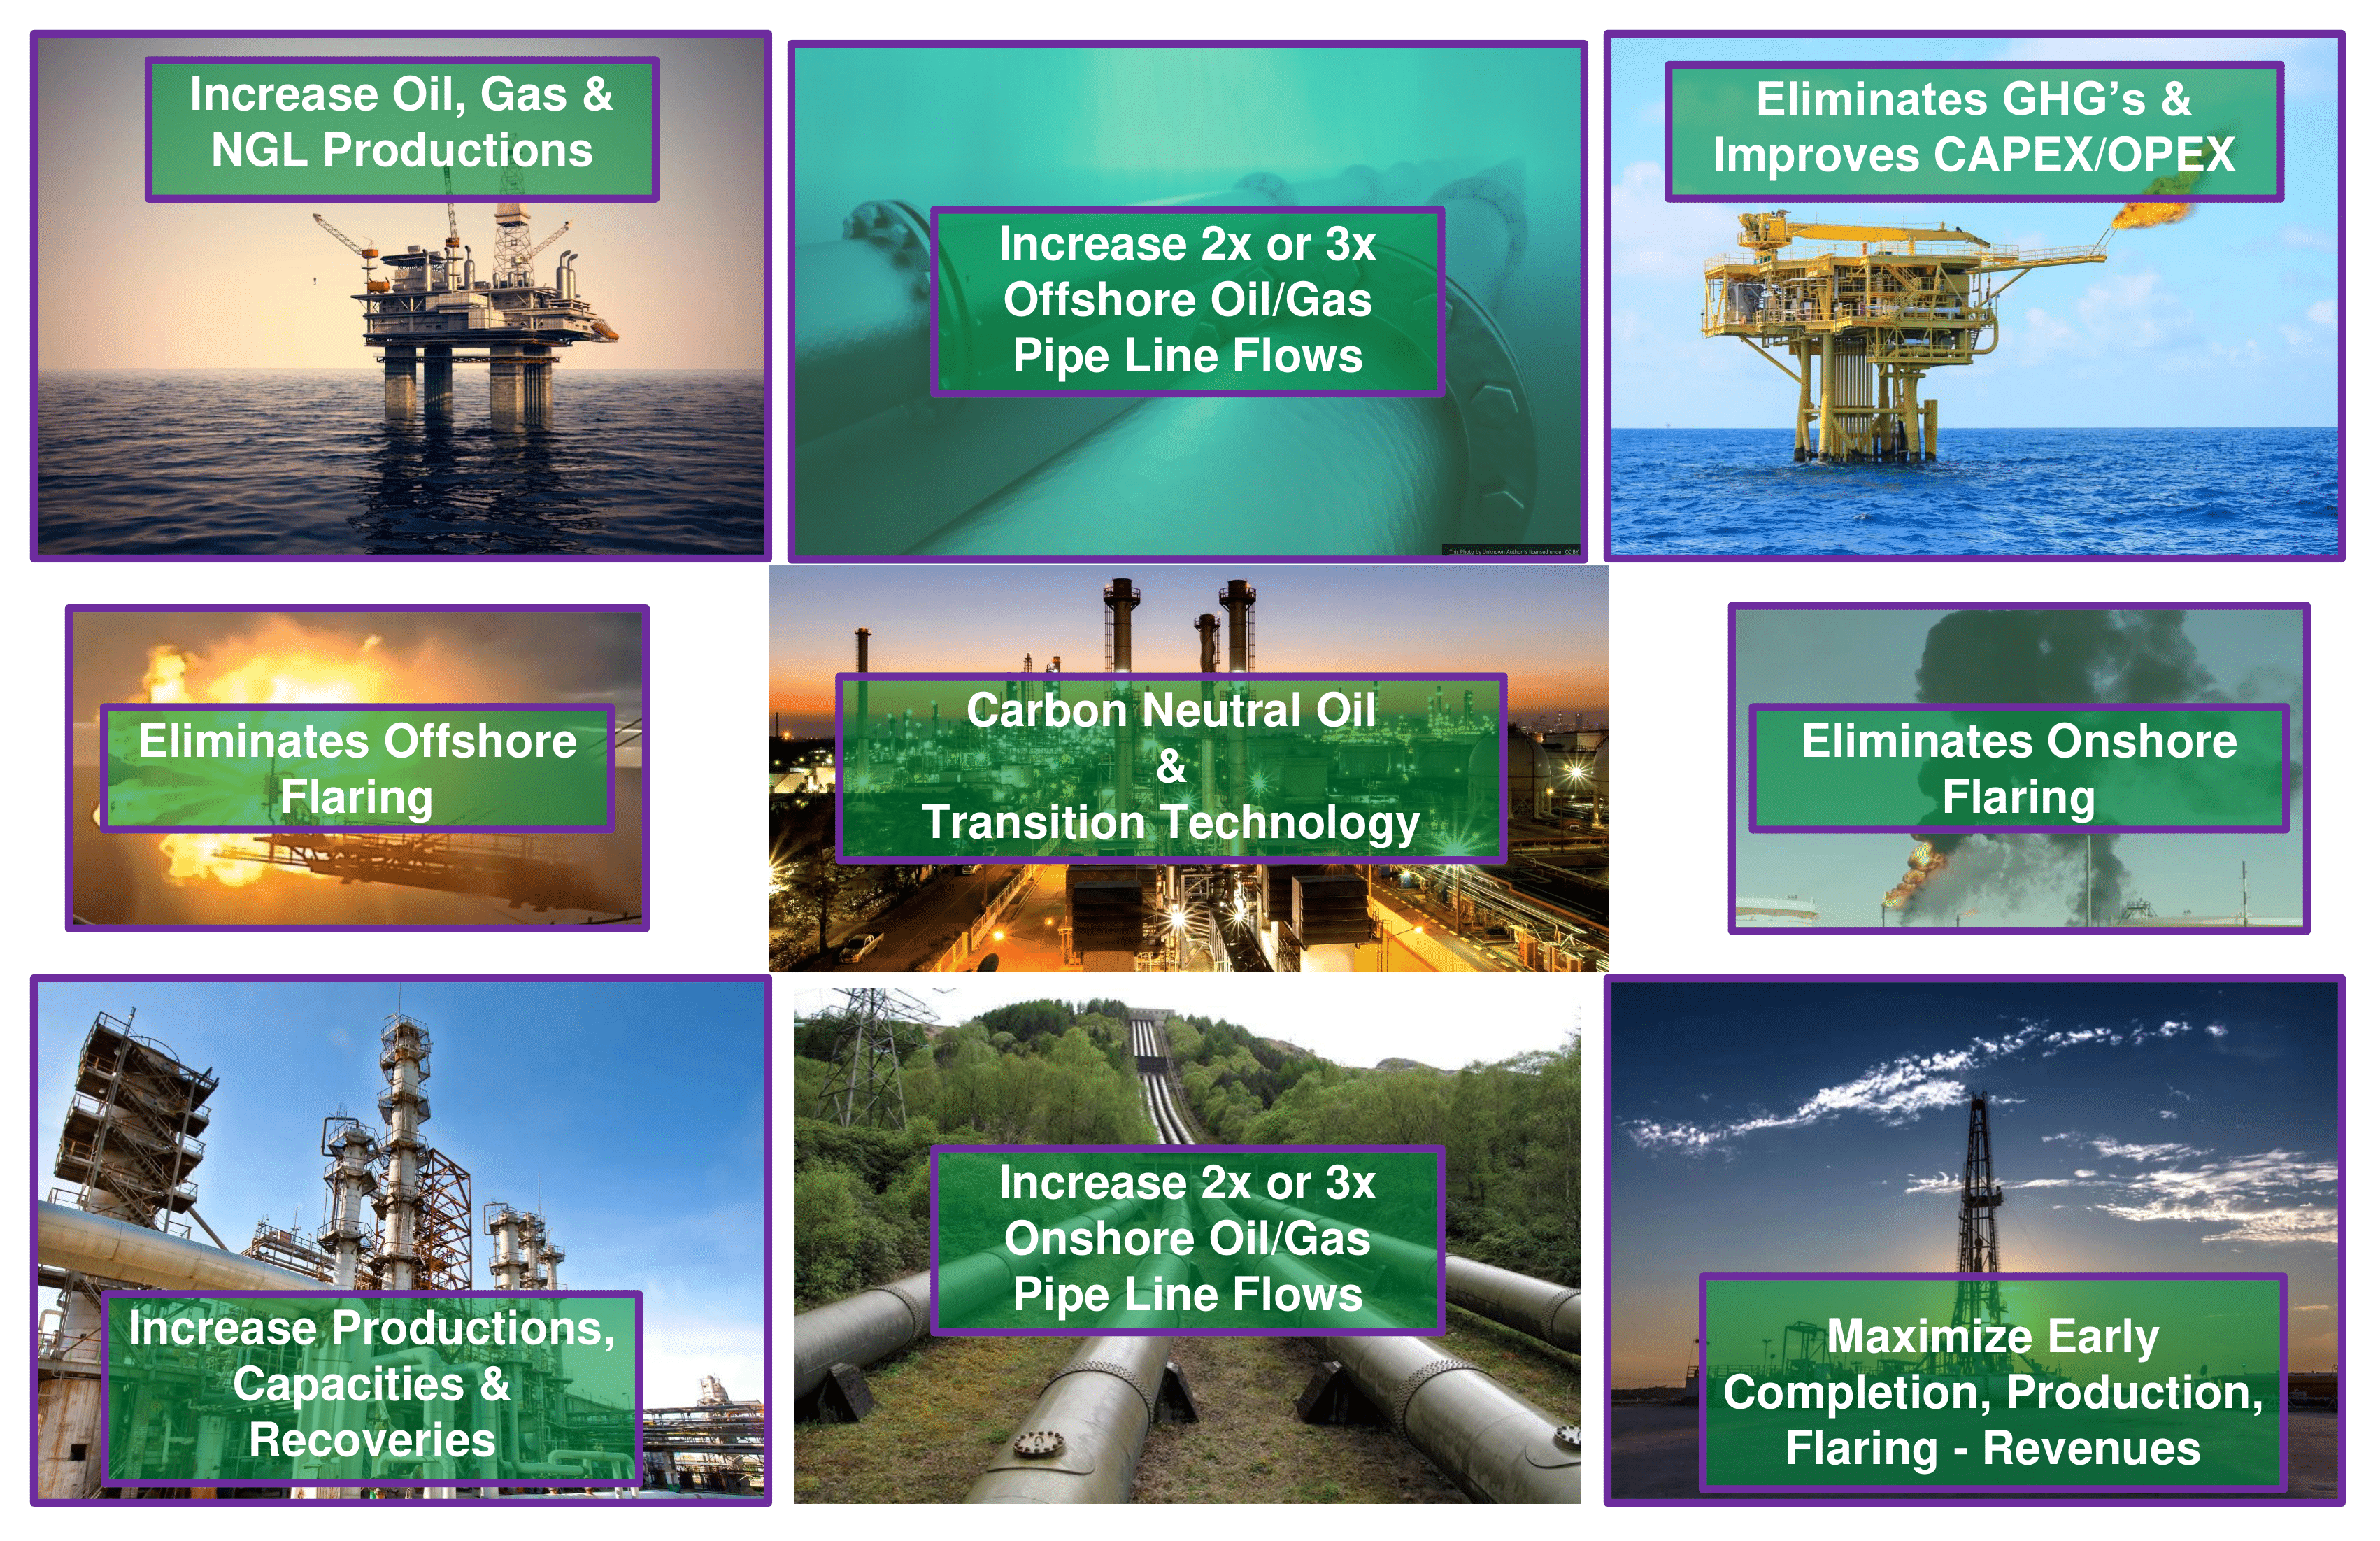 Increase Oil, Gas &
NGL Productions
Increase 2x or 3x
Offshore Oil/Gas
Pipe Line Flows
This Photo by Unknown Author is licensed under CC BY
Eliminates GHG’s &
Improves CAPEX/OPEX
Eliminates Offshore
Flaring
Carbon Neutral Oil
&
Transition Technology
Eliminates Onshore
Flaring
Increase Productions,
Capacities &
Recoveries
Increase 2x or 3x
Onshore Oil/Gas
Pipe Line Flows
Maximize Early
Completion, Production,
Flaring - Revenues